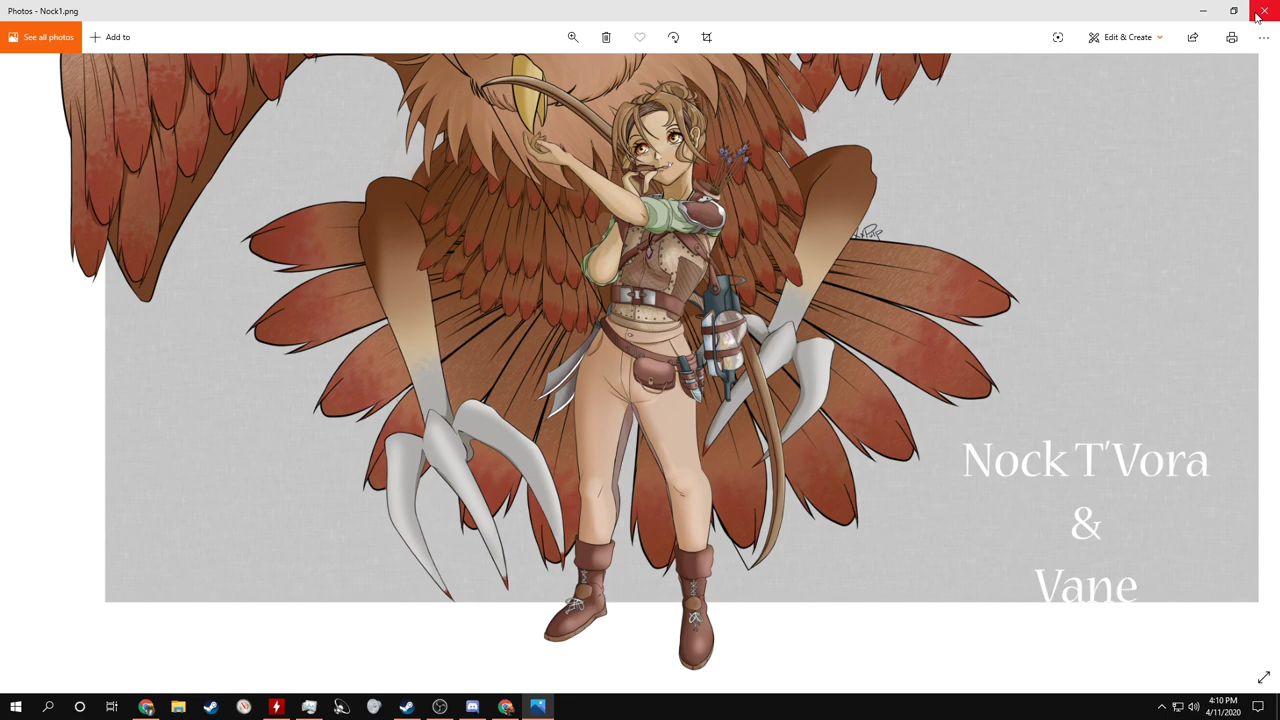 Photos - Nock1.png
See all photos
Add to
Edit & Create
Nock T'Vora
&
Vane
4:10 PM
4/11/2020